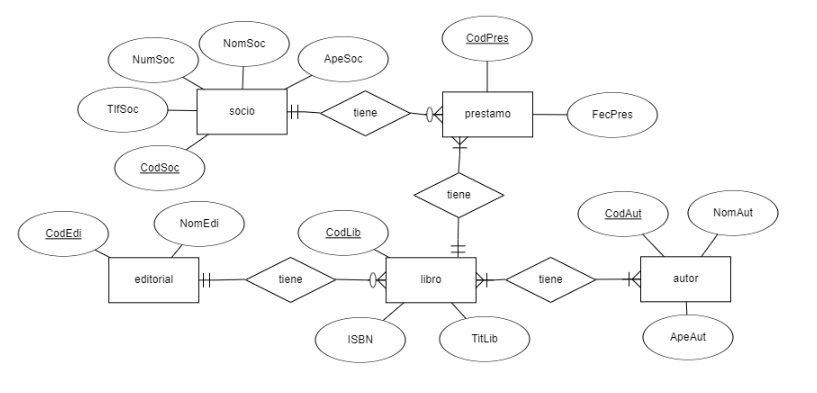 NomSoc
CodPres
NumSoc
ApeSoc
TlfSoc
socio
tiene
prestamo
FecPres
CodSoc
tiene
CodEdi
NomEdi
CodLib
CodAut
NomAut
editorial
tiene
libro
tiene
autor
ISBN
TitLib
ApeAut